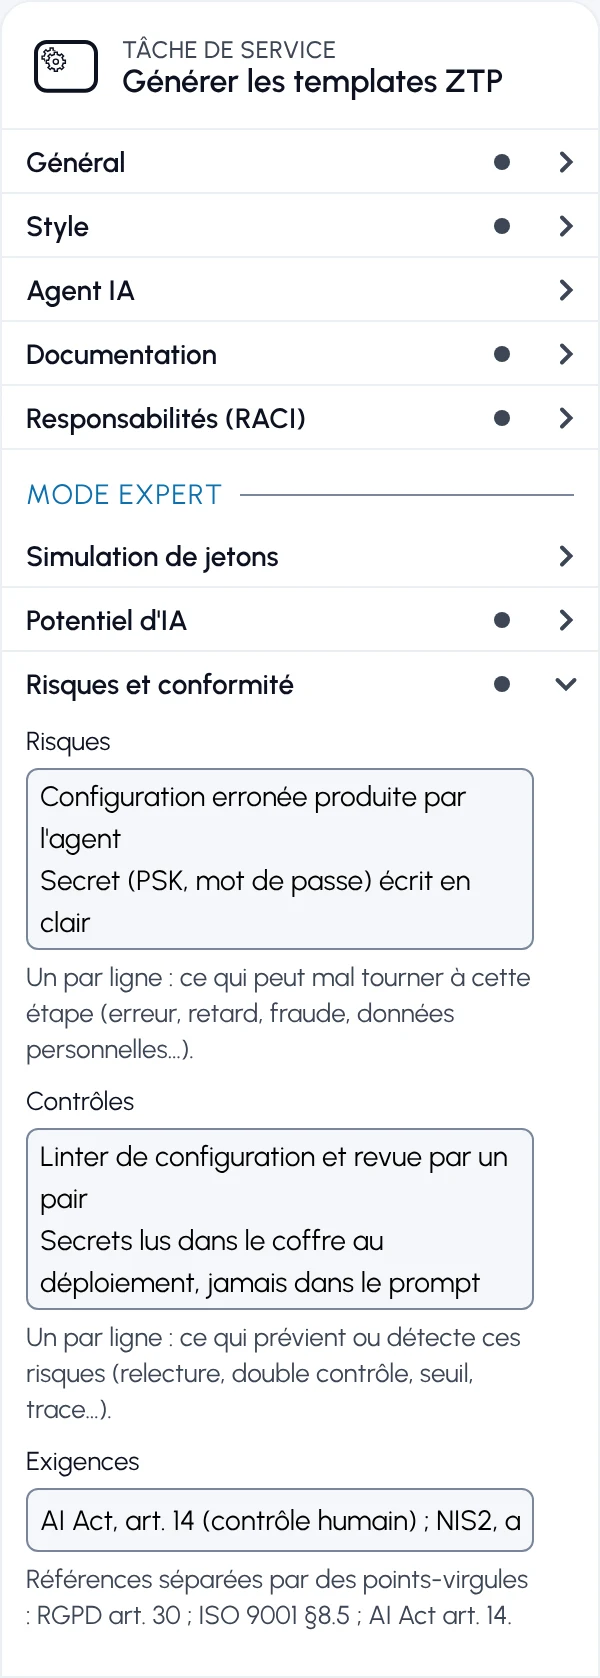 TÂCHE DE SERVICE
Générer les templates ZTP
Général
Style
Agent IA
Documentation
Responsabilités (RACI)
MODE EXPERT
Simulation de jetons
Potentiel d'IA
Risques et conformité
Risques
Configuration erronée produite par
l'agent
Secret (PSK, mot de passe) écrit en
clair
Un par ligne : ce qui peut mal tourner à cette
étape (erreur, retard, fraude, données
personnelles…).
Contrôles
Linter de configuration et revue par un
pair
Secrets lus dans le coffre au
déploiement, jamais dans le prompt
Un par ligne : ce qui prévient ou détecte ces
risques (relecture, double contrôle, seuil,
trace…).
Exigences
AI Act, art. 14 (contrôle humain) ; NIS2, a
Références séparées par des points-virgules
: RGPD art. 30 ; ISO 9001 §8.5 ; AI Act art. 14.